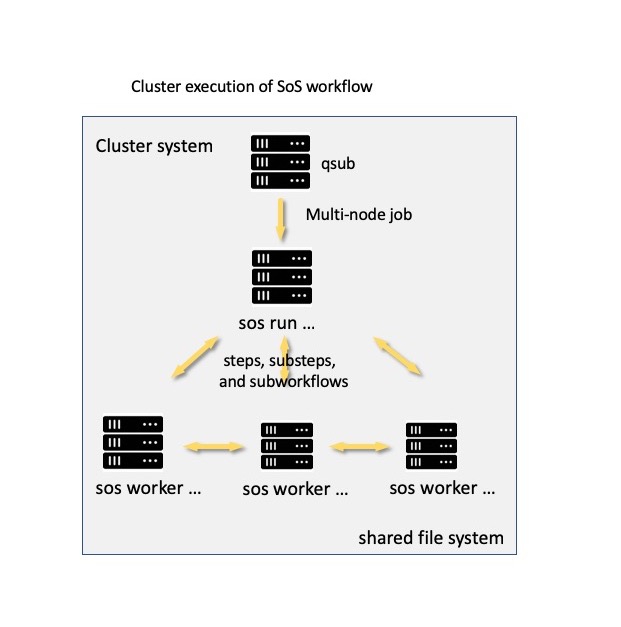 Cluster execution of SoS workflow
Cluster system
qsub
Multi-node job
sos run ...
steps, substeps,
and subworkflows
sos worker ...
sos worker ...
sos worker ...
shared file system